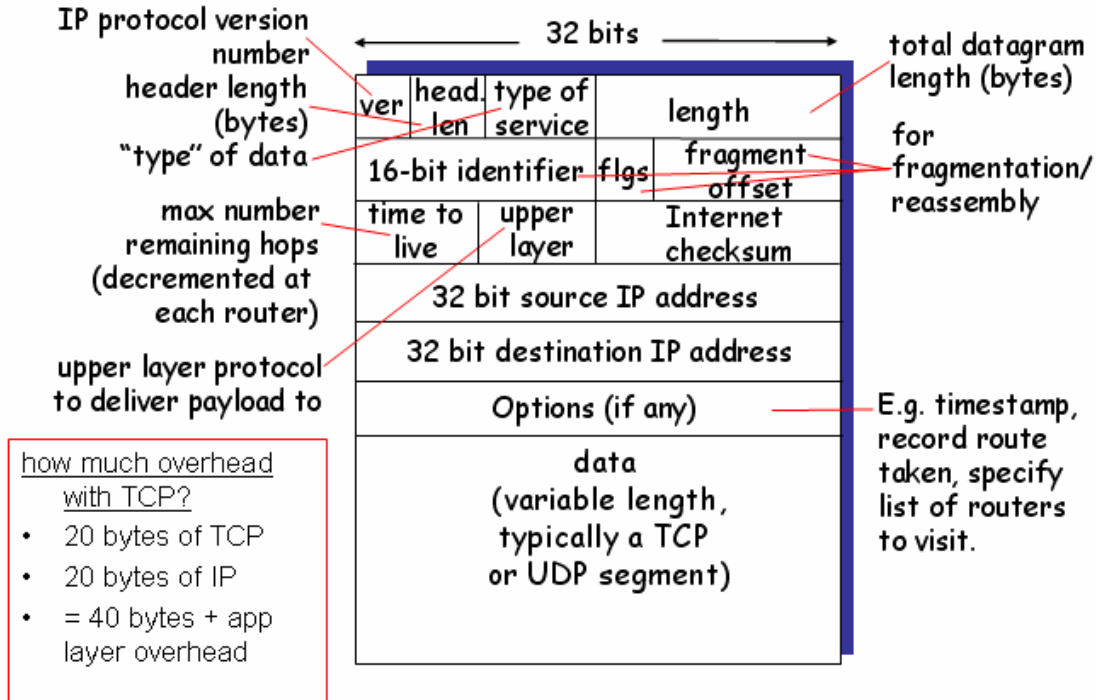 IP protocol version
number
header length
(bytes)
"type" of data
max number
remaining hops
(decremented at
each router)
upper layer protocol
to deliver payload to
how much overhead
with TCP?
• 20 bytes of TCP
• 20 bytes of IP
• = 40 bytes + app
layer overhead
32 bits
ver
head.
len
type of
service
length
16-bit identifier
flgs
fragment
offset
time to
live
upper
layer
Internet
checksum
32 bit source IP address
32 bit destination IP address
Options (if any)
data
(variable length,
typically a TCP
or UDP segment)
total datagram
length (bytes)
for
fragmentation/
reassembly
E.g. timestamp,
record route
taken, specify
list of routers
to visit.